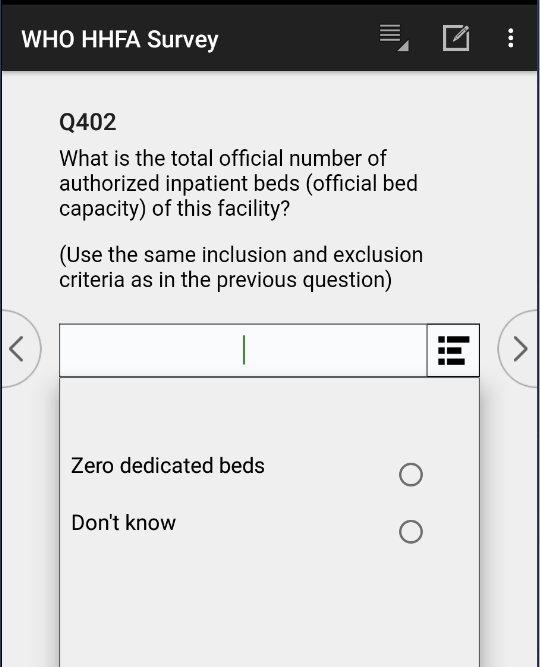 WHO HHFA Survey
Q402
What is the total official number of
authorized inpatient beds (official bed
capacity) of this facility?
(Use the same inclusion and exclusion
criteria as in the previous question)
Zero dedicated beds
Don't know